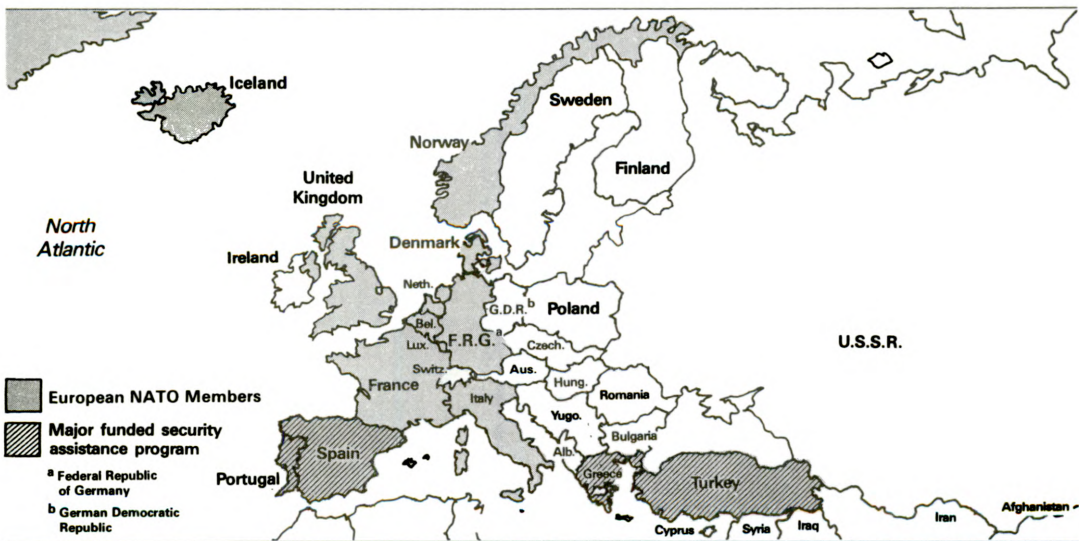 Iceland
Sweden
Norway
Finland
United
Kingdom
North
Atlantic
Denmark
Ireland
Neth.
G.D.R.b
Poland
Bel.
F.R.G.a
Lux.
Czech.
U.S.S.R.
Switz.
Aus.
Hung.
France
Italy
Romania
European NATO Members
Yugo.
Major funded security
assistance program
Spain
Bulgaria
Alb.
a Federal Republic
of Germany
Portugal
Greece
Turkey
b German Democratic
Republic
Cyprus
Syria
Iraq
Iran
Afghanistan